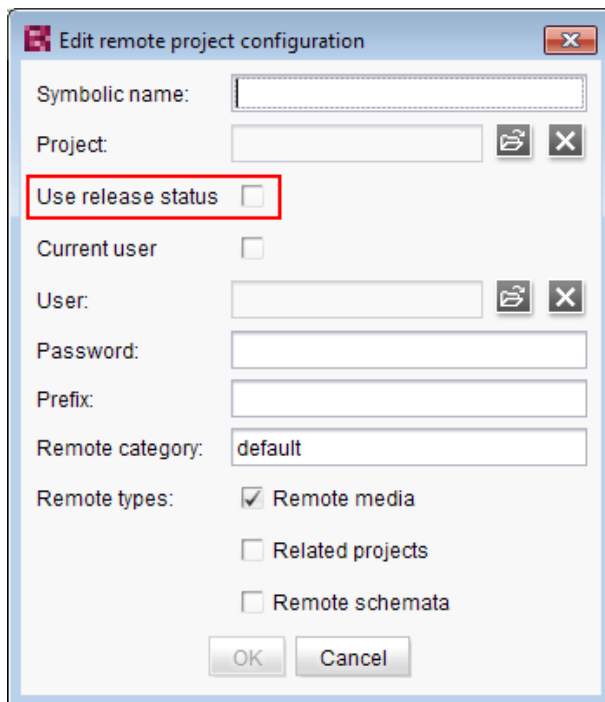 Edit remote project configuration
Symbolic name:
Project:
Use release status
Current user
User:
Password:
Prefix:
Remote category: default
Remote types: Remote media
Related projects
Remote schemata
OK Cancel